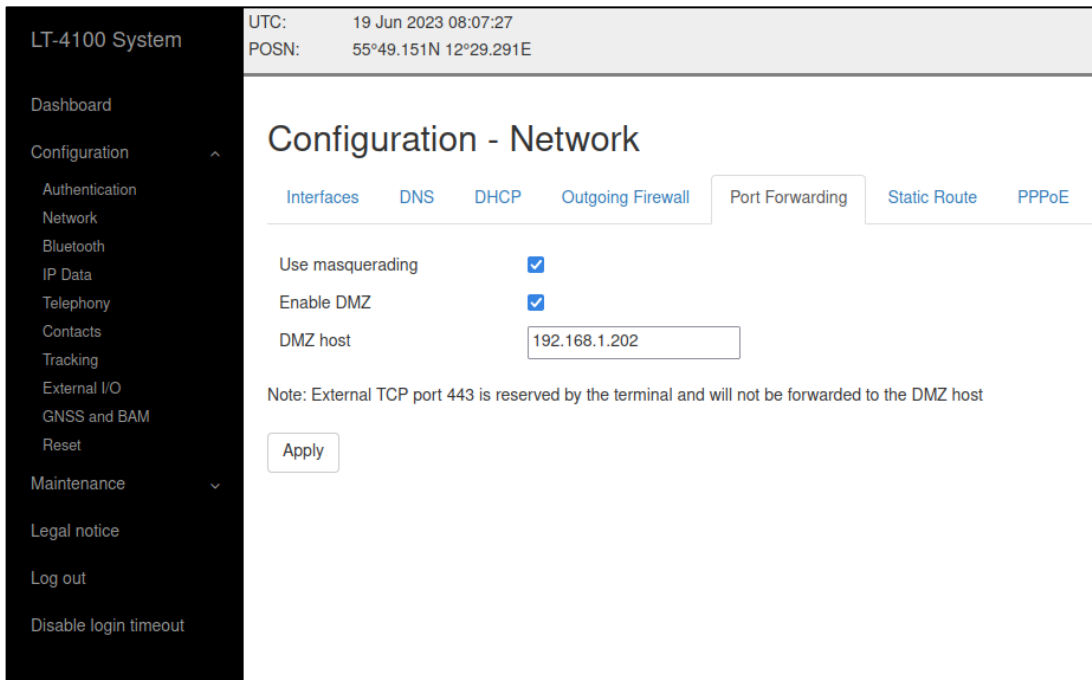 LT-4100 System
Dashboard
Configuration
Authentication
Network
Bluetooth
IP Data
Telephony
Contacts
Tracking
External I/O
GNSS and BAM
Reset
Maintenance
Legal notice
Log out
Disable login timeout
UTC: 19 Jun 2023 08:07:27
POSN: 55°49.151N 12°29.291E
Configuration - Network
Interfaces DNS DHCP Outgoing Firewall Port Forwarding Static Route PPPoE
Use masquerading
Enable DMZ
DMZ host 192.168.1.202
Note: External TCP port 443 is reserved by the terminal and will not be forwarded to the DMZ host
Apply